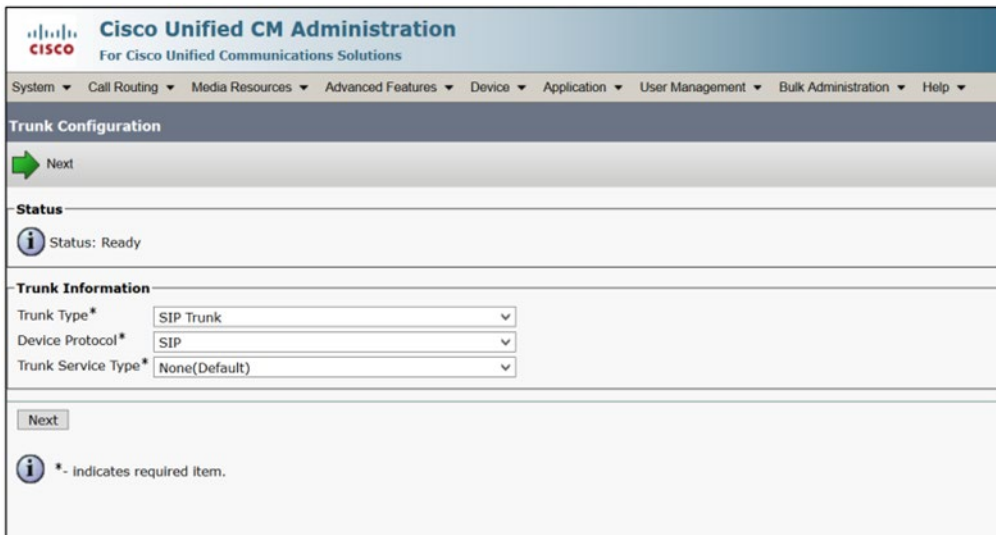 Cisco Unified CM Administration
CISCO
For Cisco Unified Communications Solutions
System Call Routing Media Resources Advanced Features Device Application User Management Bulk Administration Help
Trunk Configuration
Next
Status
Status: Ready
Trunk Information
Trunk Type* SIP Trunk
Device Protocol* SIP
Trunk Service Type* None(Default)
Next
*- indicates required item.